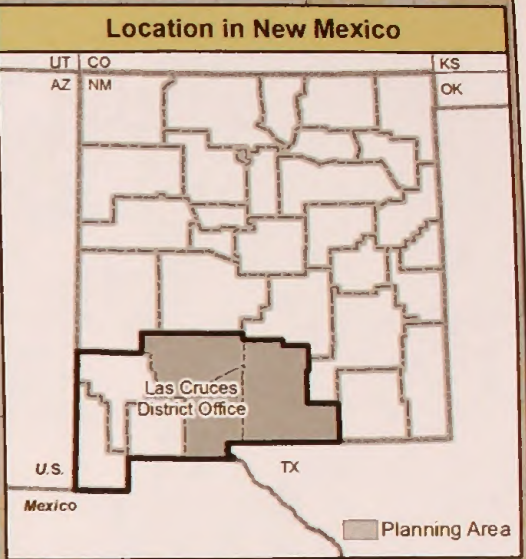 Location in New Mexico
UT CO KS
AZ NM OK
Las Cruces
District Office
U.S. TX
Mexico
Planning Area